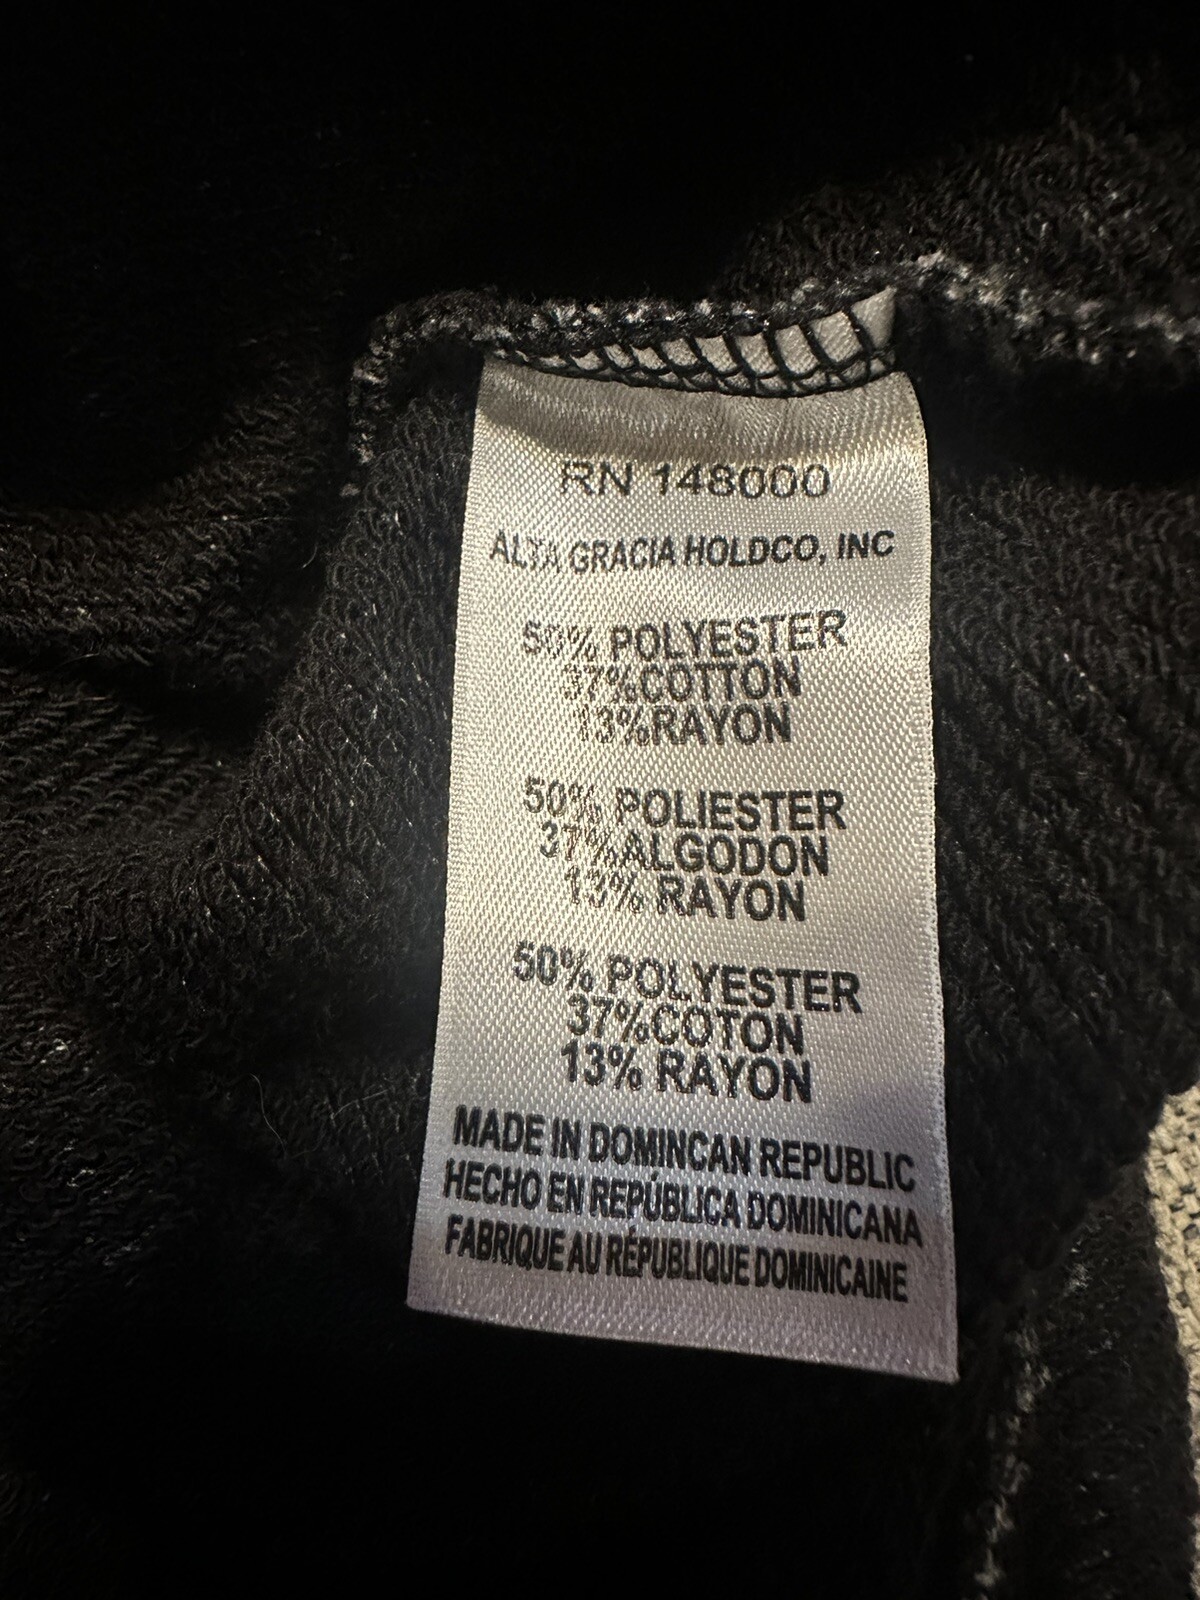 RN 148000
ALTA GRACIA HOLDCO, INC
50% POLYESTER
37%COTTON
13%RAYON
50% POLIESTER
37%ALGODON
13% RAYON
50% POLYESTER
37%COTON
13% RAYON
MADE IN DOMINCAN REPUBLIC
HECHO EN REPÚBLICA DOMINICANA
FABRIQUE AU RÉPUBLIQUE DOMINICAINE